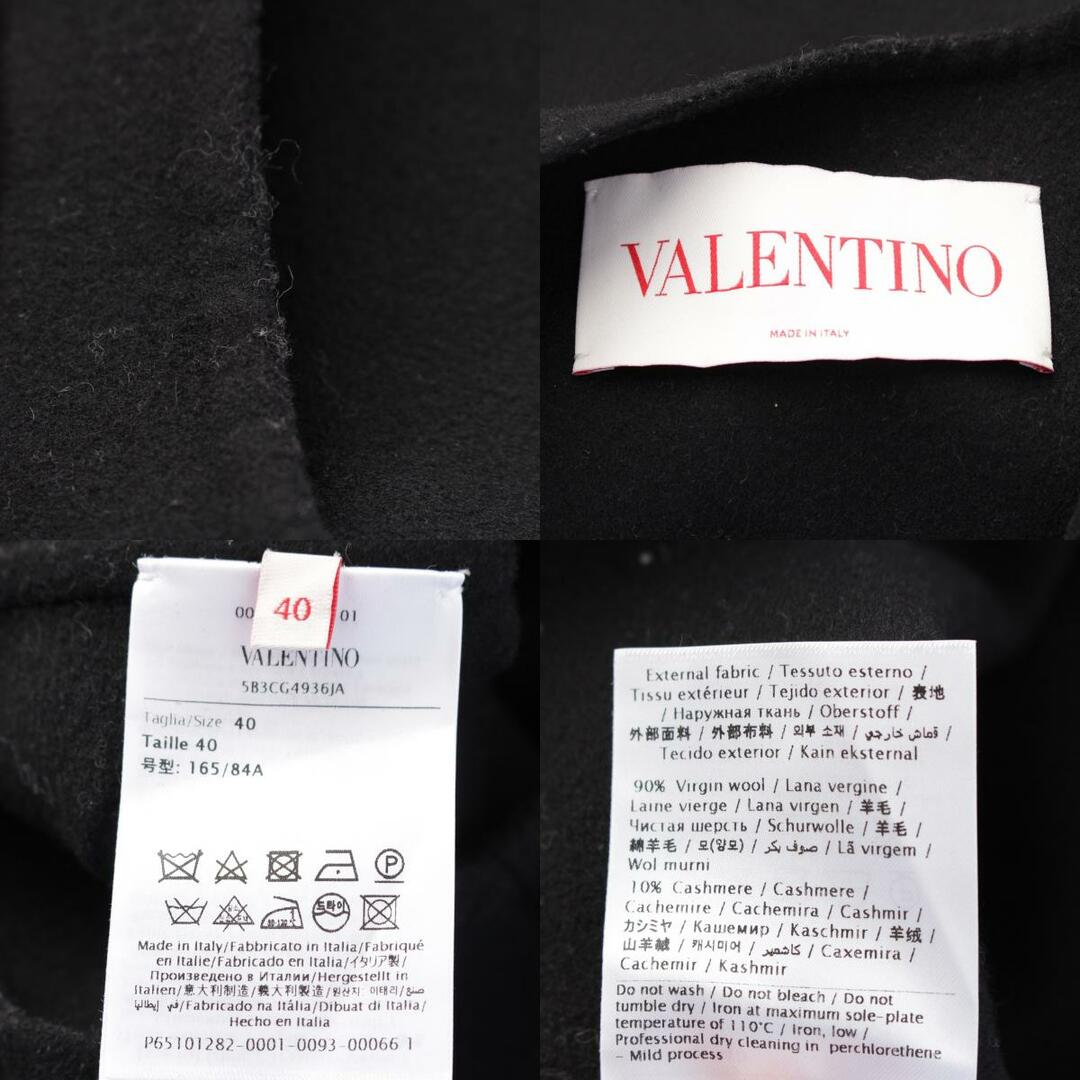 VALENTINO
MADE IN ITALY
40
00 01
VALENTINO
5B3CG4936JA
Taglia/Size 40
Taille 40
号型: 165/84A
P
드라이
80-120℃
Made in Italy/Fabbricato in Italia/Fabriqué
en Italie/Fabricado en Italia/イタリア製/
Произведено в Италии/Hergestellt in
Italien/意大利制造/義大利製造/원산지: 이태리/صنع
في إيطاليا/Fabricado na Itália/Dibuat di Italia/
Hecho en Italia
P65101282-0001-0093-00066 1
External fabric / Tessuto esterno /
Tissu extérieur / Tejido exterior / 表地
/ Наружная ткань / Oberstoff /
外部面料 / 外部布料 / 외부 소재 / قماش خارجي /
Tecido exterior / Kain eksternal
90% Virgin wool / Lana vergine /
Laine vierge / Lana virgen / 羊毛 /
Чистая шерсть / Schurwolle / 羊毛 /
綿羊毛 / 모(양모) / صوف بكر / Lã virgem /
Wol murni
10% Cashmere / Cashmere /
Cachemire / Cachemira / Cashmir /
カシミヤ / Кашемир / Kaschmir / 羊绒 /
山羊絨 / 캐시미어 / كاشمير / Caxemira /
Cachemir / Kashmir
Do not wash / Do not bleach / Do not
tumble dry / Iron at maximum sole-plate
temperature of 110°C / Iron, low /
Professional dry cleaning in perchlorethene
- Mild process